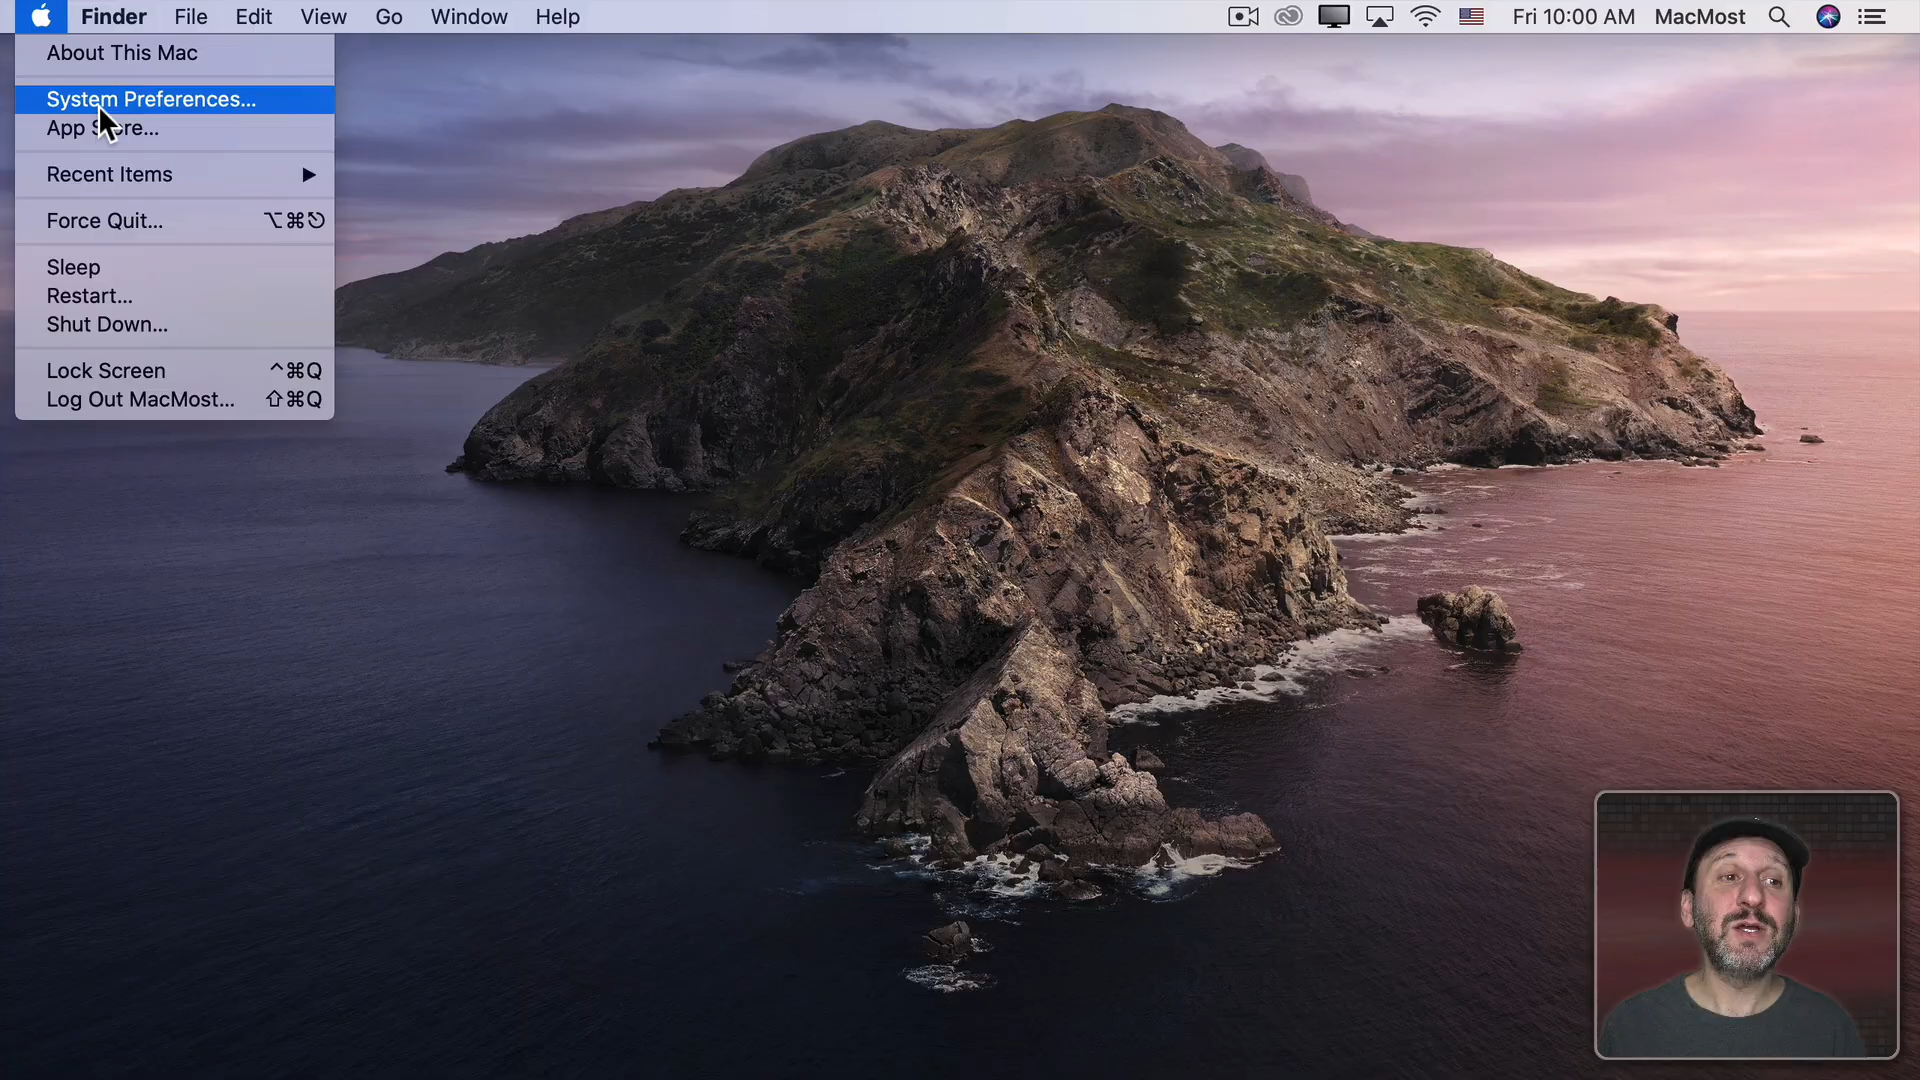 Finder File Edit View Go Window Help Fri 10:00 AM MacMost
About This Mac
System Preferences...
App Store...
Recent Items
Force Quit... ⌥⌘⎋
Sleep
Restart...
Shut Down...
Lock Screen ^⌘Q
Log Out MacMost... ⇧⌘Q